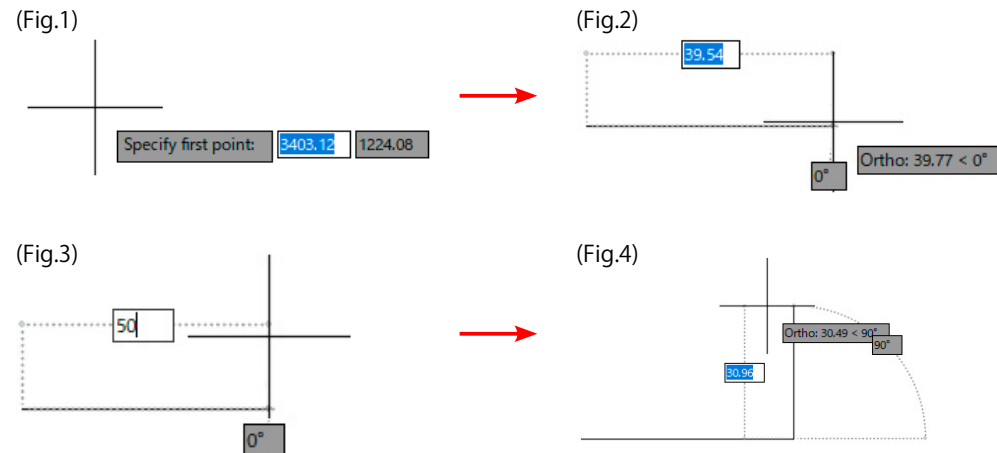 (Fig.1)
Specify first point: 3403.12 1224.08
(Fig.2)
39.54
Ortho: 39.77 < 0°
0°
(Fig.3)
50
0°
(Fig.4)
Ortho: 30.49 < 90°
90°
30.96